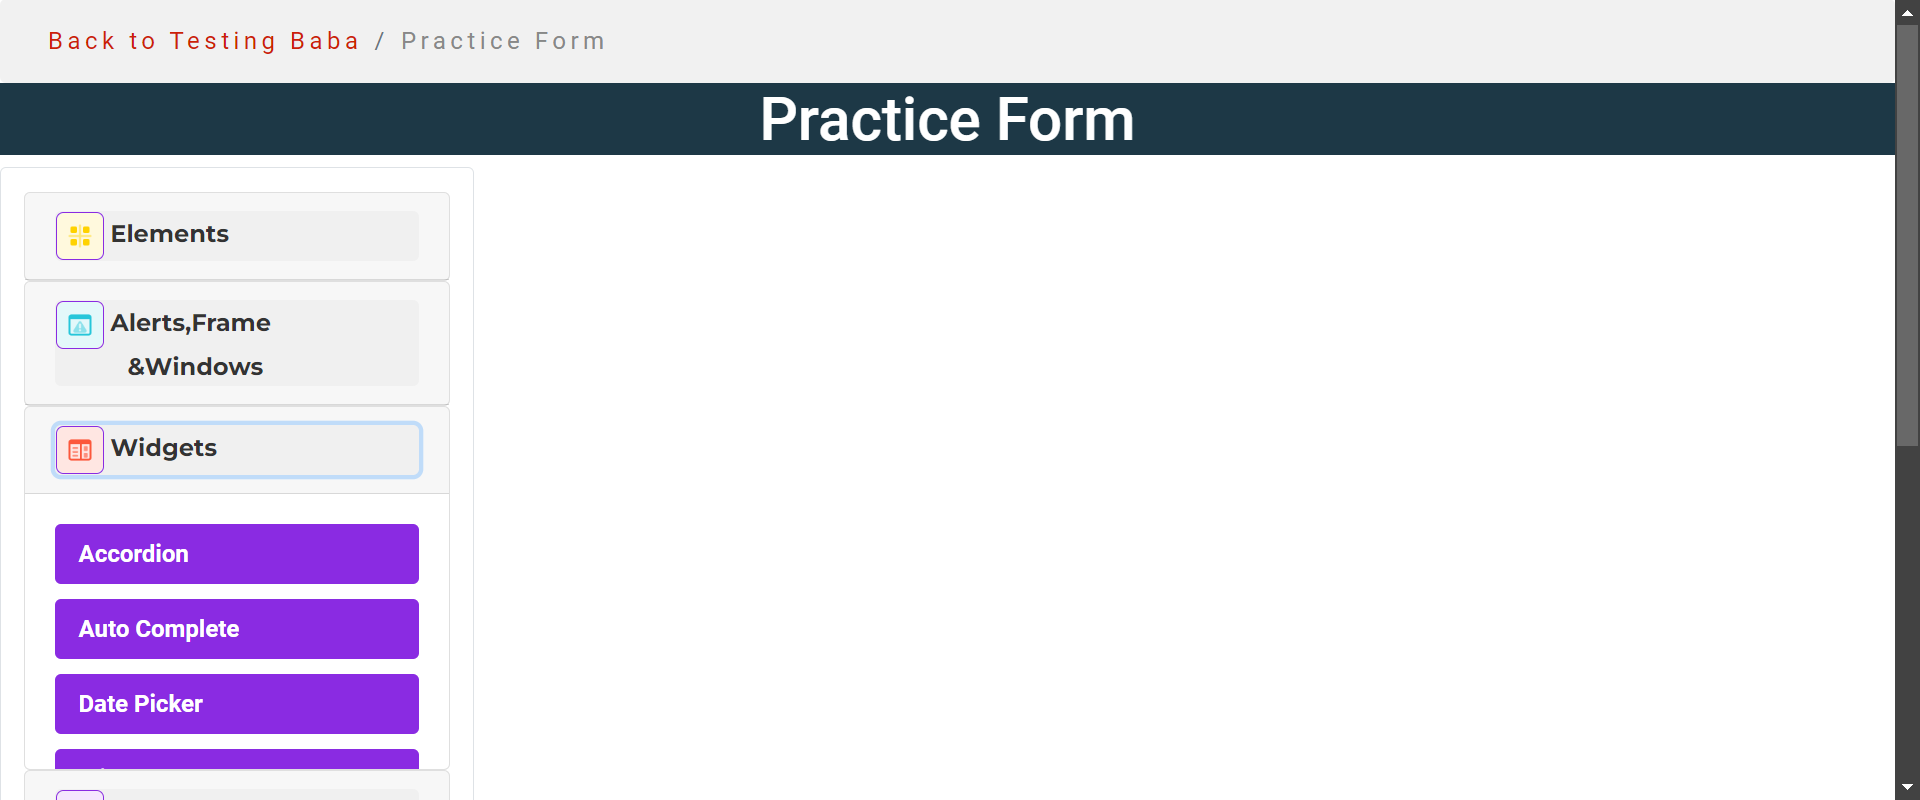 Back to Testing Baba / Practice Form
Practice Form
Elements
Alerts,Frame
&Windows
Widgets
Accordion
Auto Complete
Date Picker